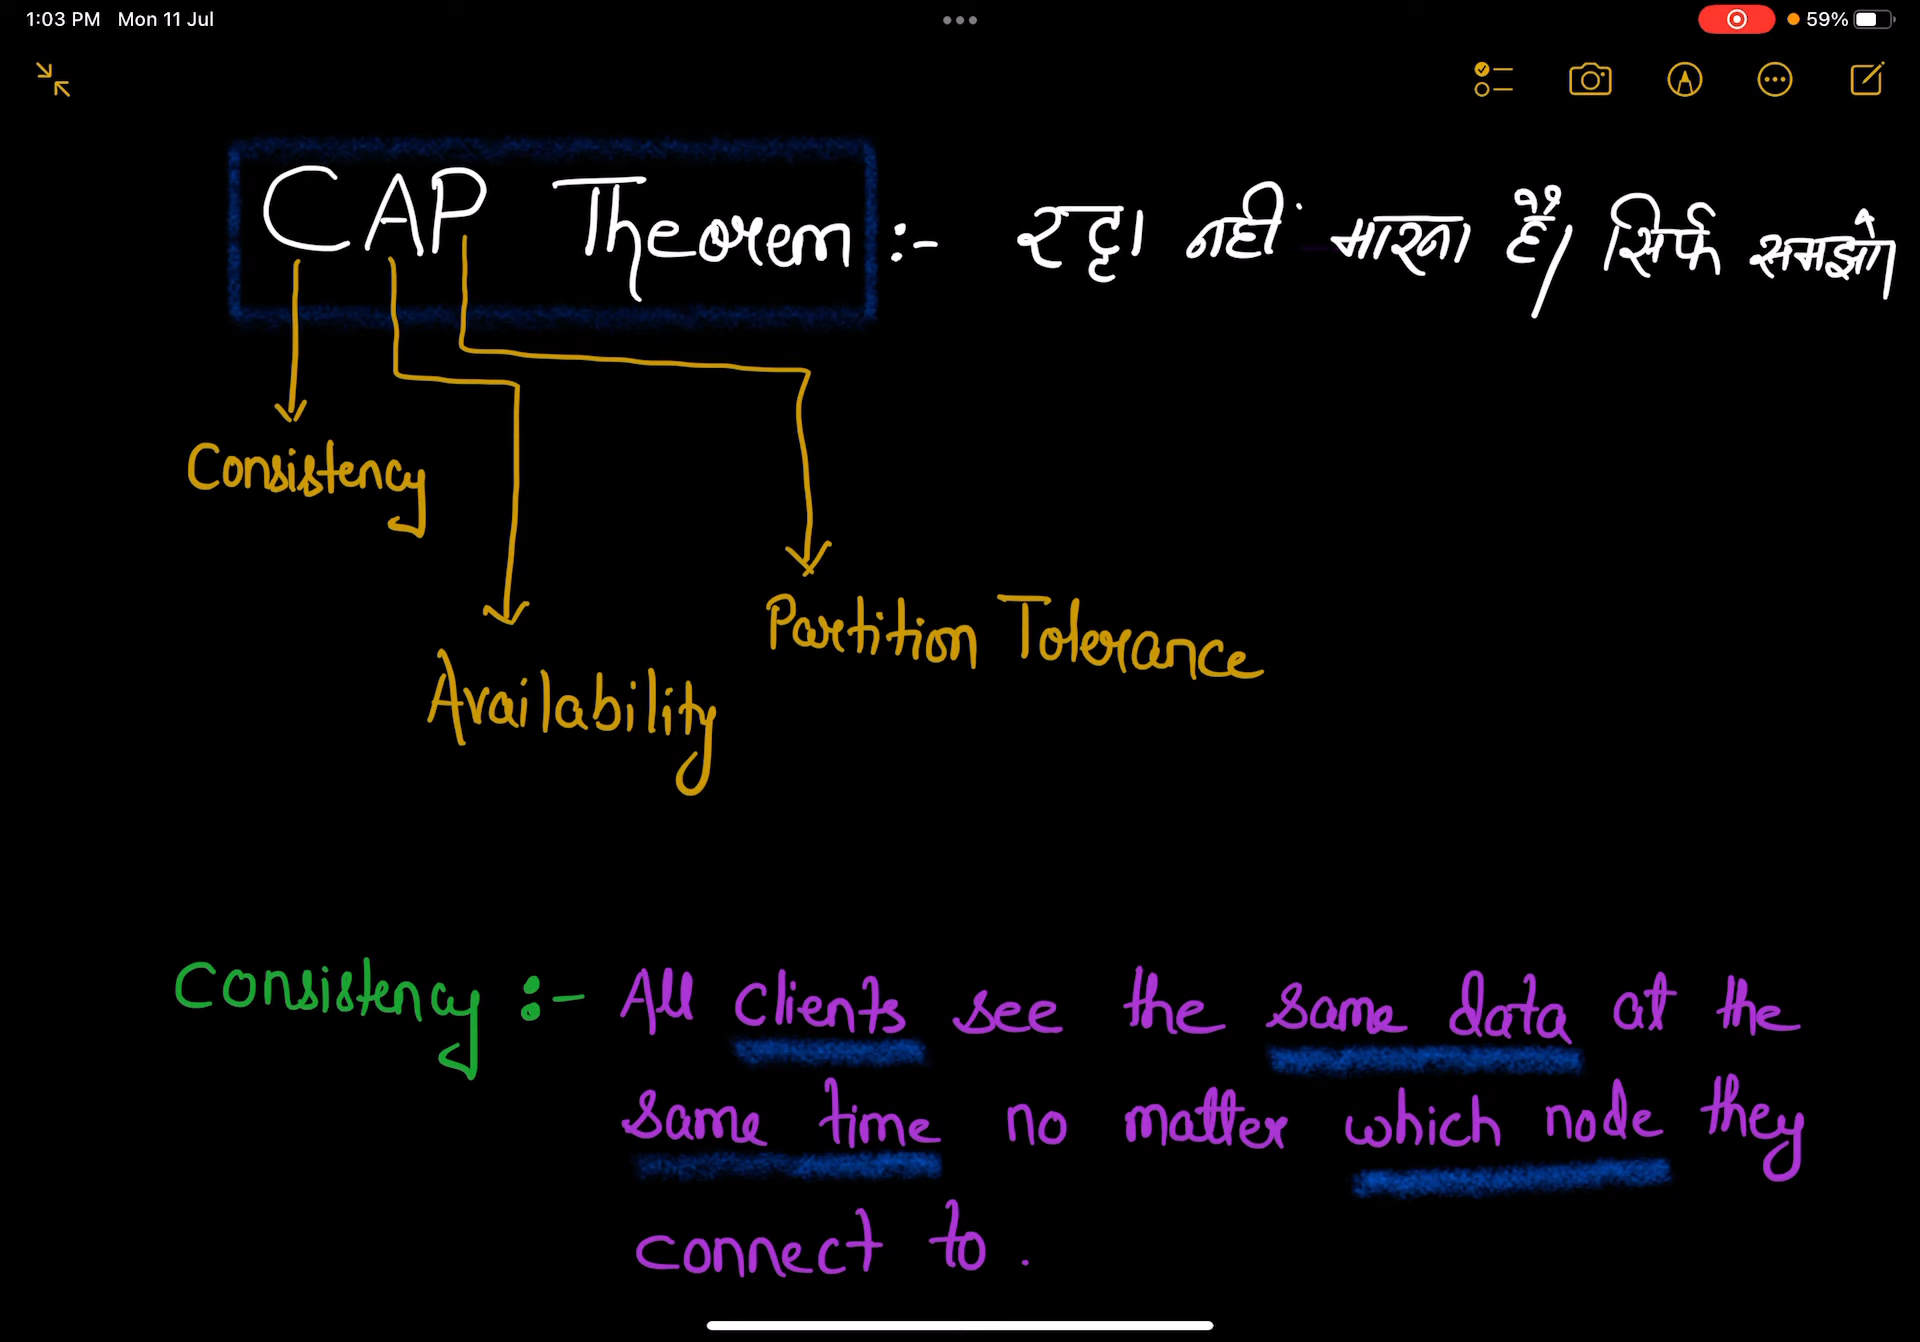 1:03 PM Mon 11 Jul
59%
CAP Theorem :- रट्टा नहीं मारना है। सिर्फ समझो।
Consistency
Partition Tolerance
Availability
Consistency :- All clients see the same data at the
same time no matter which node they
connect to.